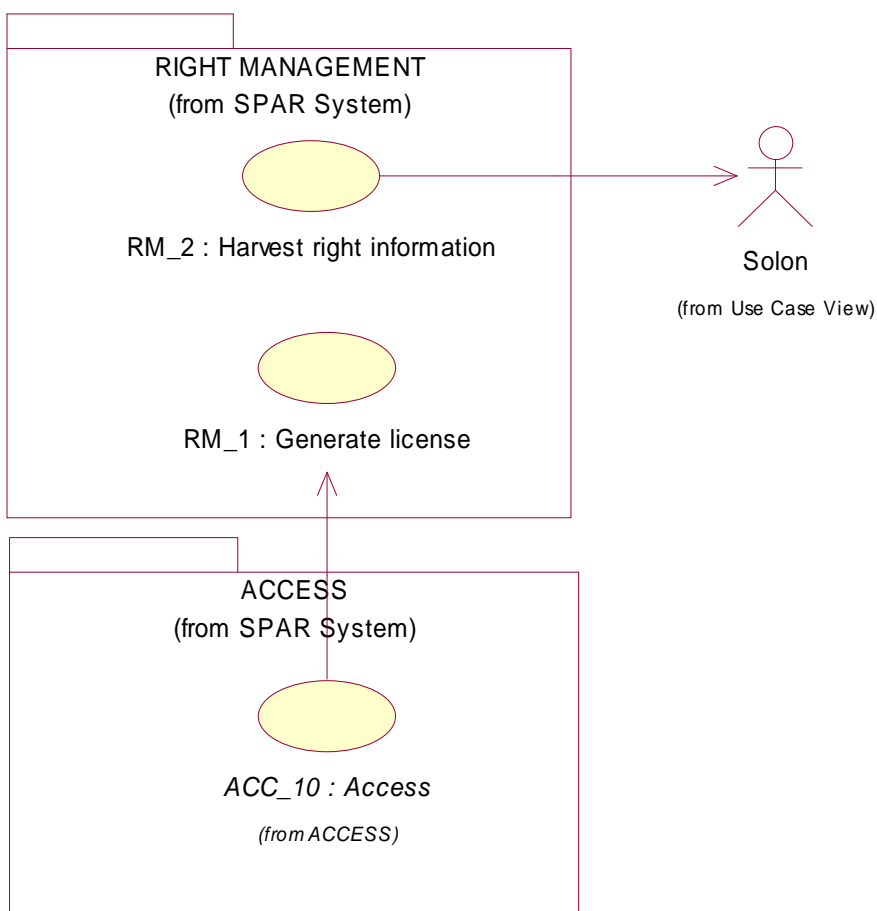 RIGHT MANAGEMENT
(from SPAR System)
RM_2 : Harvest right information
Solon
(from Use Case View)
RM_1 : Generate license
ACCESS
(from SPAR System)
ACC_10 : Access
(from ACCESS)